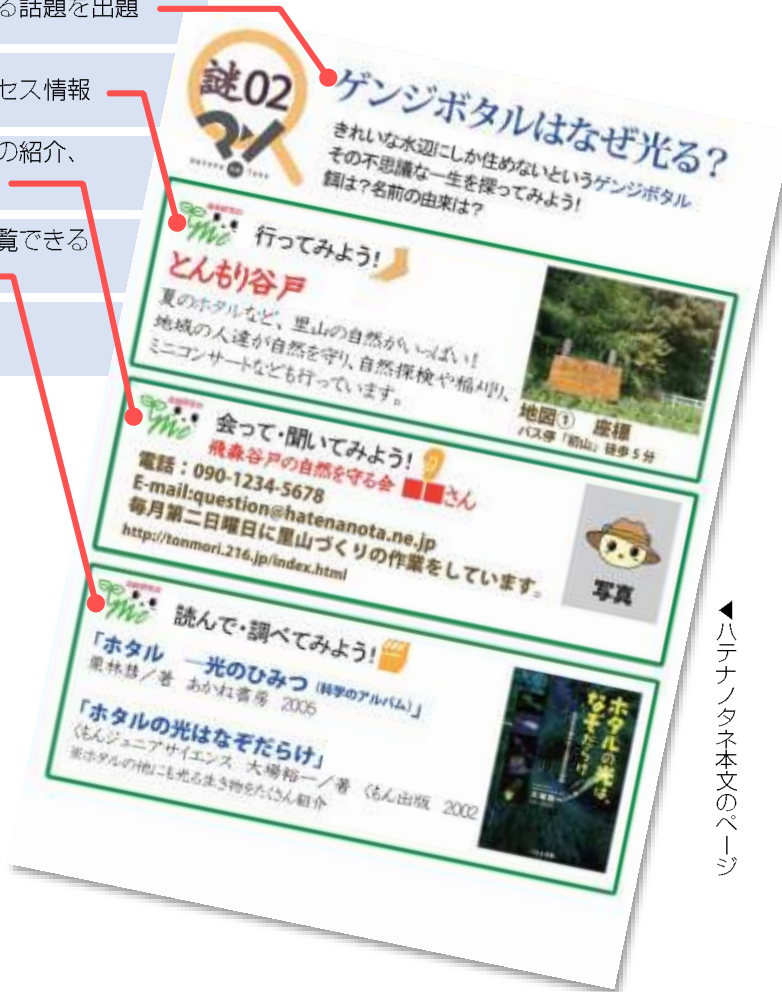 る話題を出題
セス情報
の紹介、
覧できる
謎02
ゲンジボタルはなぜ光る?
きれいな水辺にしか住めないというゲンジボタル
その不思議な一生を探ってみよう!
餌は?名前の由来は?
行ってみよう!
とんもり谷戸
夏のホタルなど、里山の自然がいっぱい!
地域の人達が自然を守り、自然探検や稲刈り、
ミニコンサートなども行っています。
地図① 座標
バス停「初山」徒歩5分
会って・聞いてみよう!
飛森谷戸の自然を守る会 ■■さん
電話:090-1234-5678
E-mail:question@hatenanota.ne.jp
毎月第二日曜日に里山づくりの作業をしています。
http://tonmori.216.jp/index.html
写真
読んで・調べてみよう!
「ホタル ―光のひみつ(科学のアルバム)」
栗林慧/著 あかね書房 2005
「ホタルの光はなぞだらけ」
くもんジュニアサイエンス 大場裕一/著 くもん出版 2002
※ホタルの他にも光る生き物をたくさん紹介
ホタルの光は、
なぞだらけ
◀ハテナノタネ本文のページ